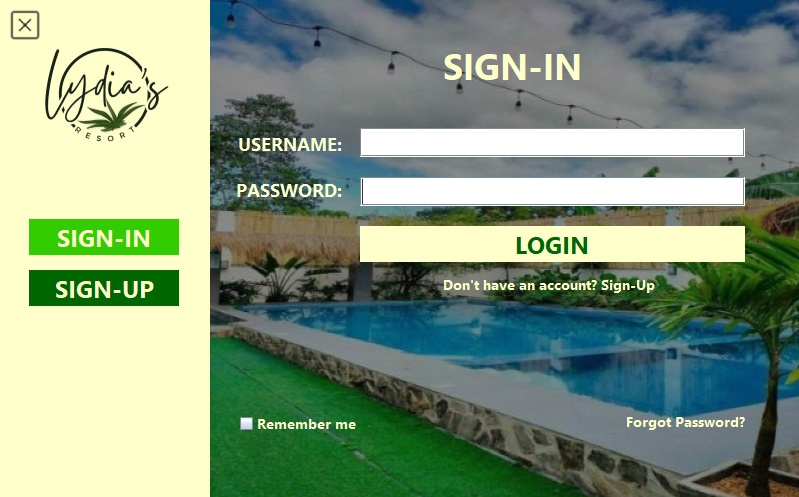 Lydia's
RESORT
SIGN-IN
SIGN-UP
SIGN-IN
USERNAME:
PASSWORD:
LOGIN
Don't have an account? Sign-Up
Remember me
Forgot Password?